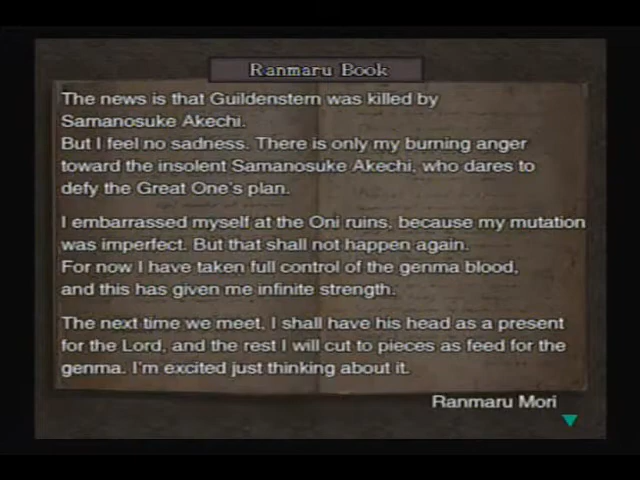 Ranmaru Book
The news is that Guildenstern was killed by
Samanosuke Akechi.
But I feel no sadness. There is only my burning anger
toward the insolent Samanosuke Akechi, who dares to
defy the Great One's plan.
I embarrassed myself at the Oni ruins, because my mutation
was imperfect. But that shall not happen again.
For now I have taken full control of the genma blood,
and this has given me infinite strength.
The next time we meet, I shall have his head as a present
for the Lord, and the rest I will cut to pieces as feed for the
genma. I'm excited just thinking about it.
Ranmaru Mori